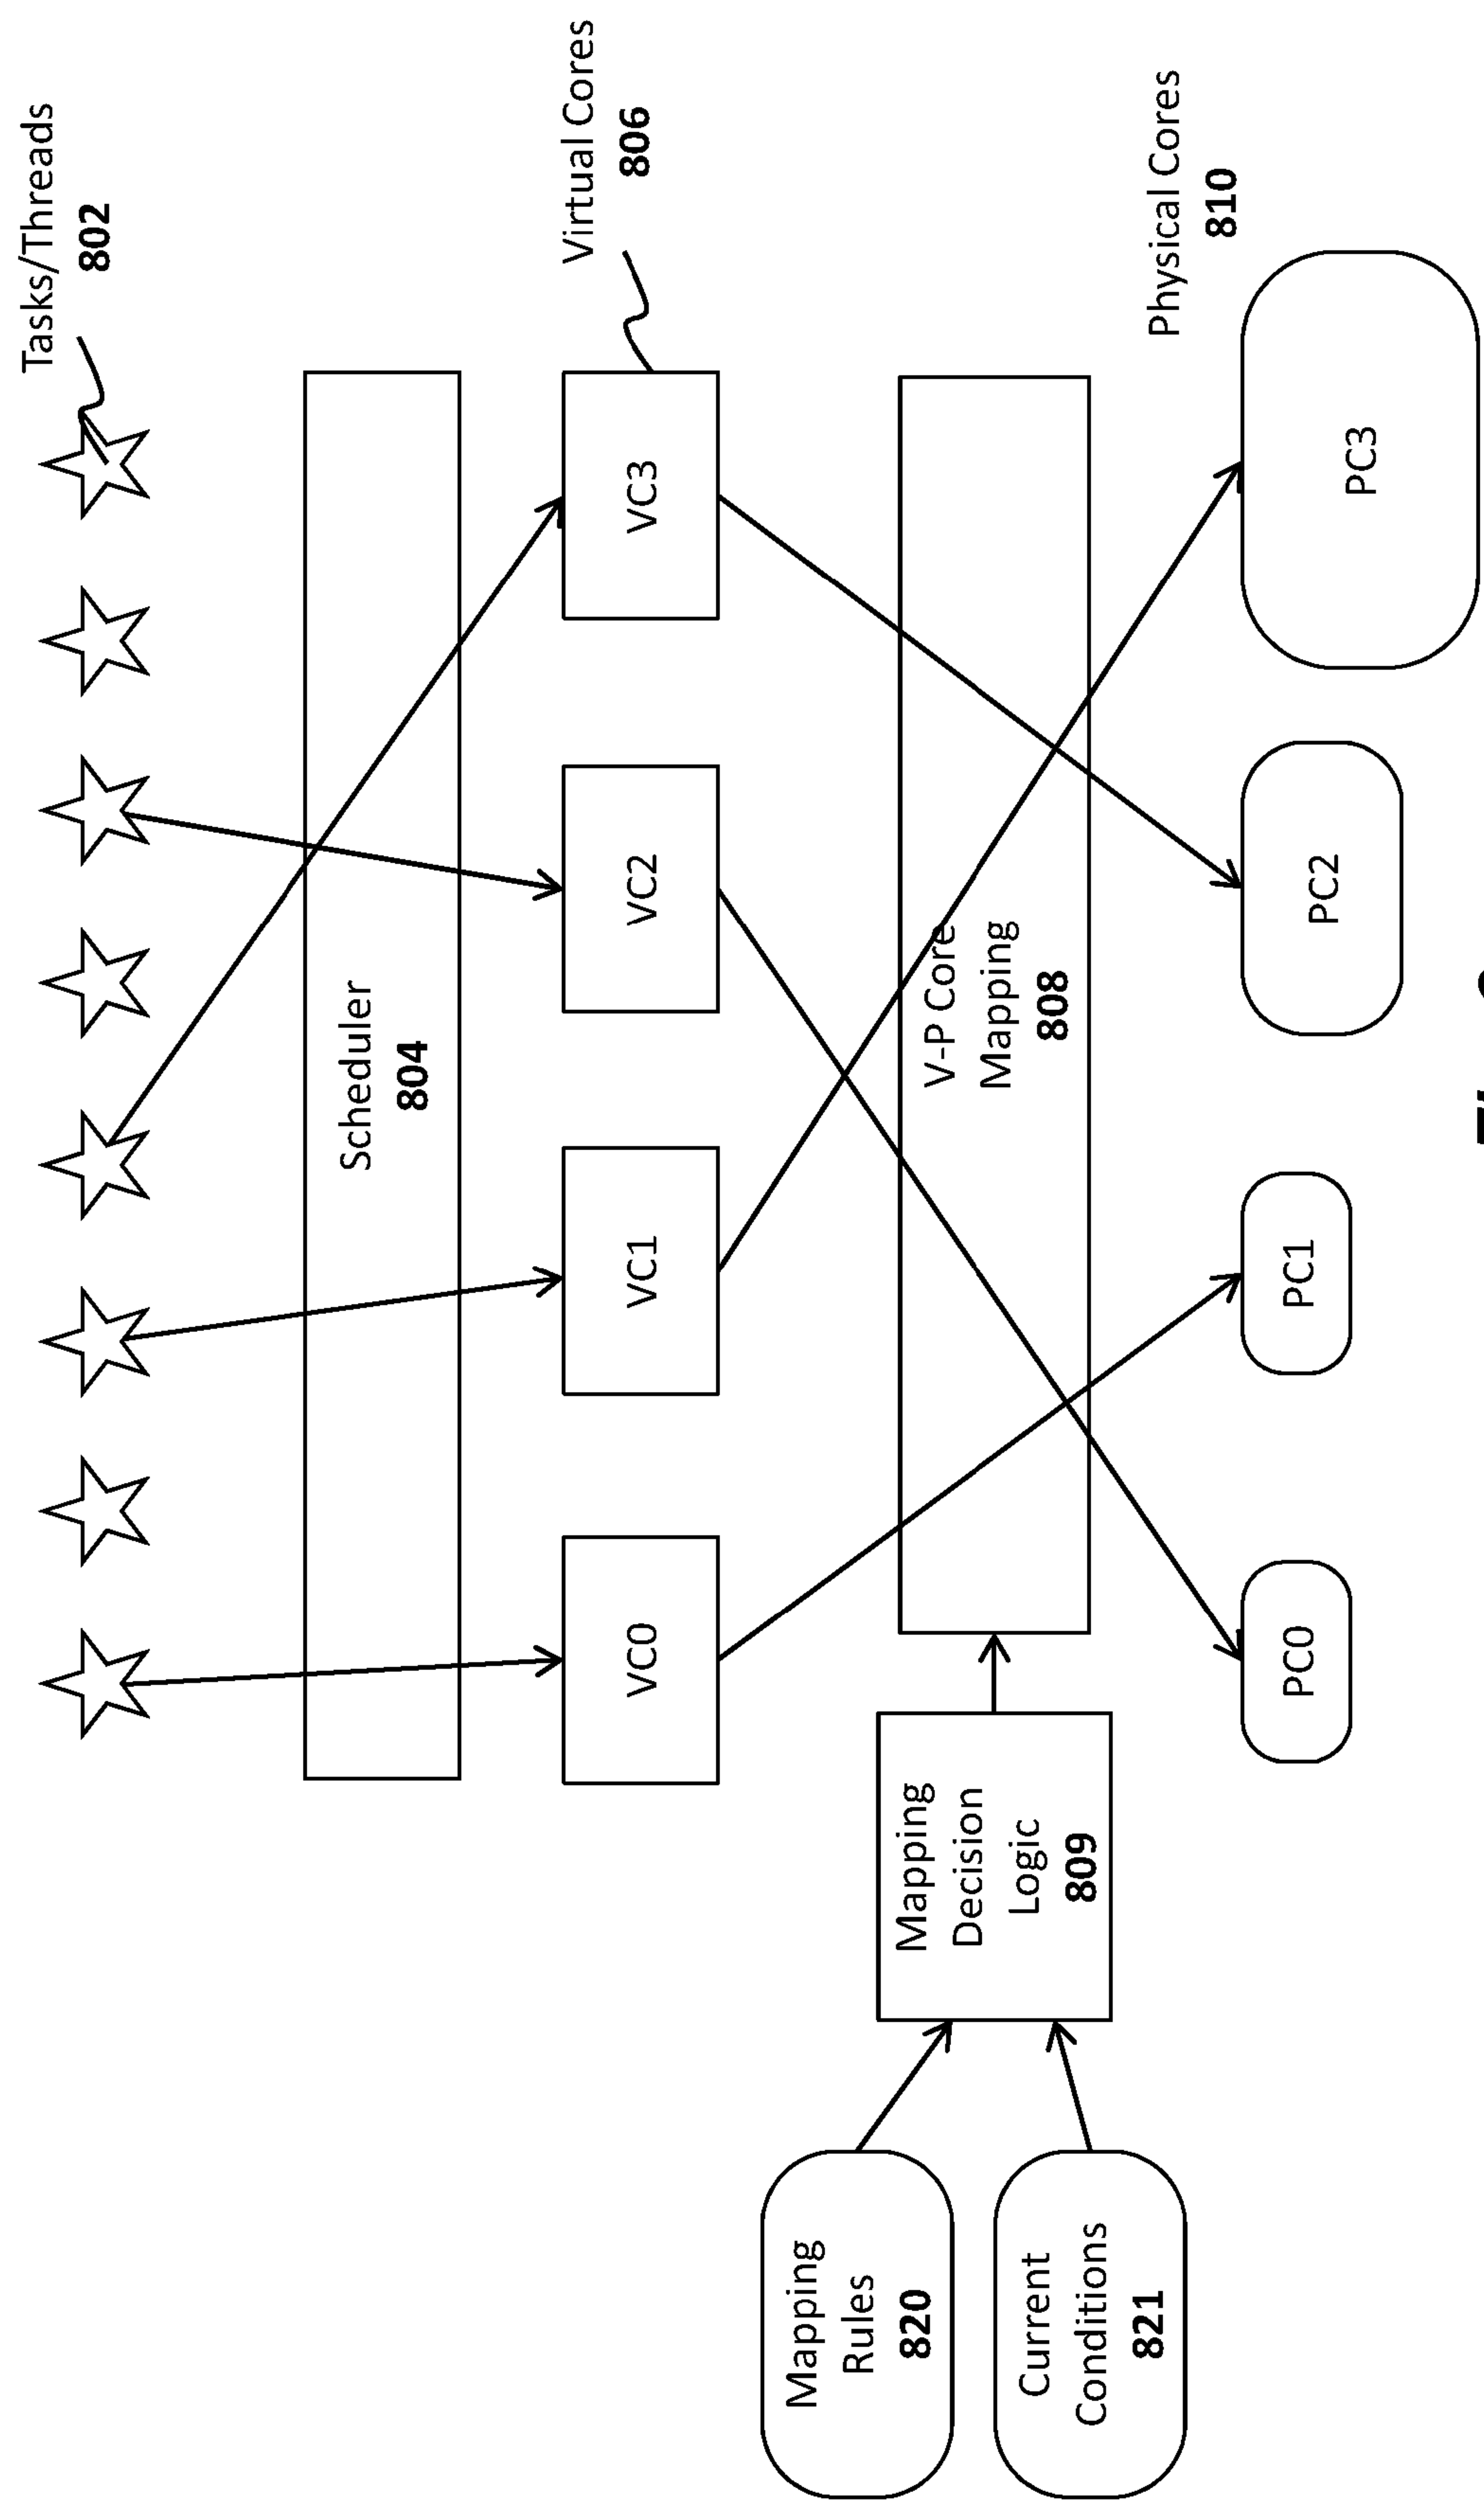 Tasks/Threads
802
Scheduler
804
Virtual Cores
806
VC0
VC1
VC2
VC3
Mapping
Rules
820
Current
Conditions
821
Mapping
Decision
Logic
809
V-P Core
Mapping
808
Physical Cores
810
PC0
PC1
PC2
PC3